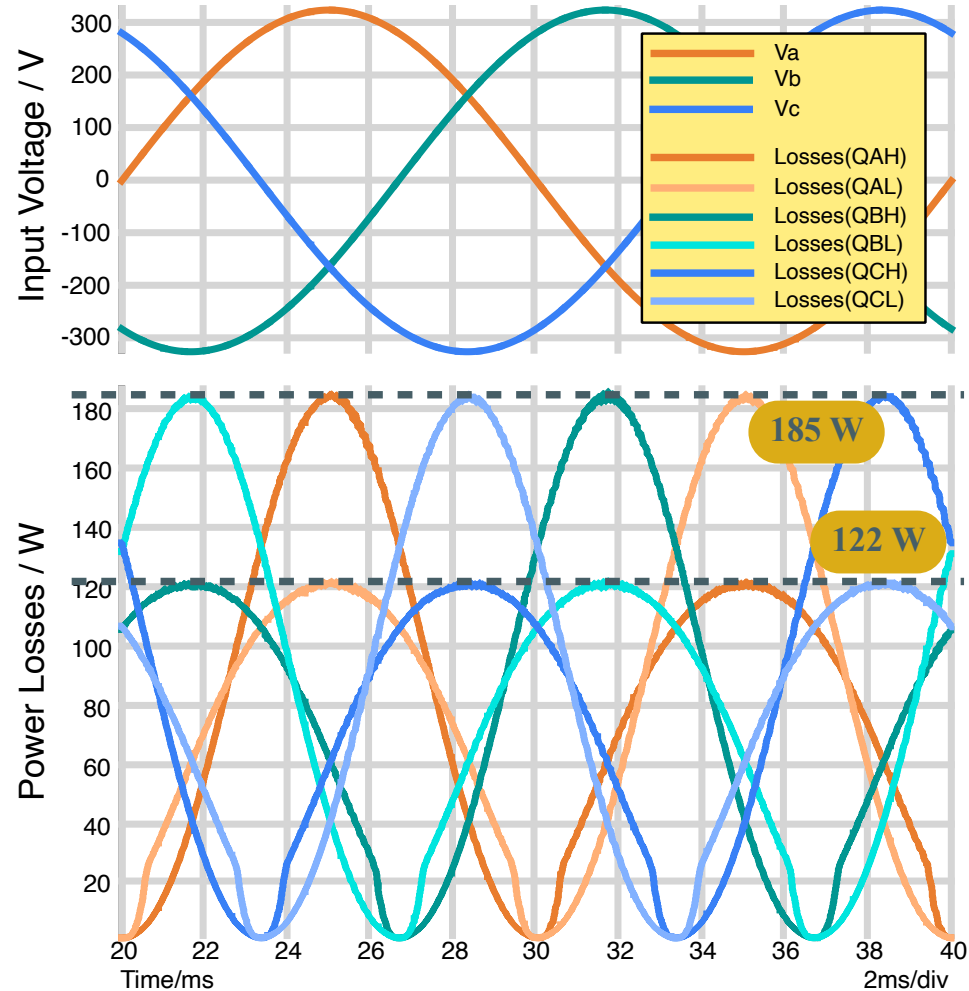 Input Voltage / V
300
200
100
0
-100
-200
-300
Va
Vb
Vc
Losses(QAH)
Losses(QAL)
Losses(QBH)
Losses(QBL)
Losses(QCH)
Losses(QCL)
Power Losses / W
180
160
140
120
100
80
60
40
20
185 W
122 W
20 22 24 26 28 30 32 34 36 38 40
Time/ms 2ms/div